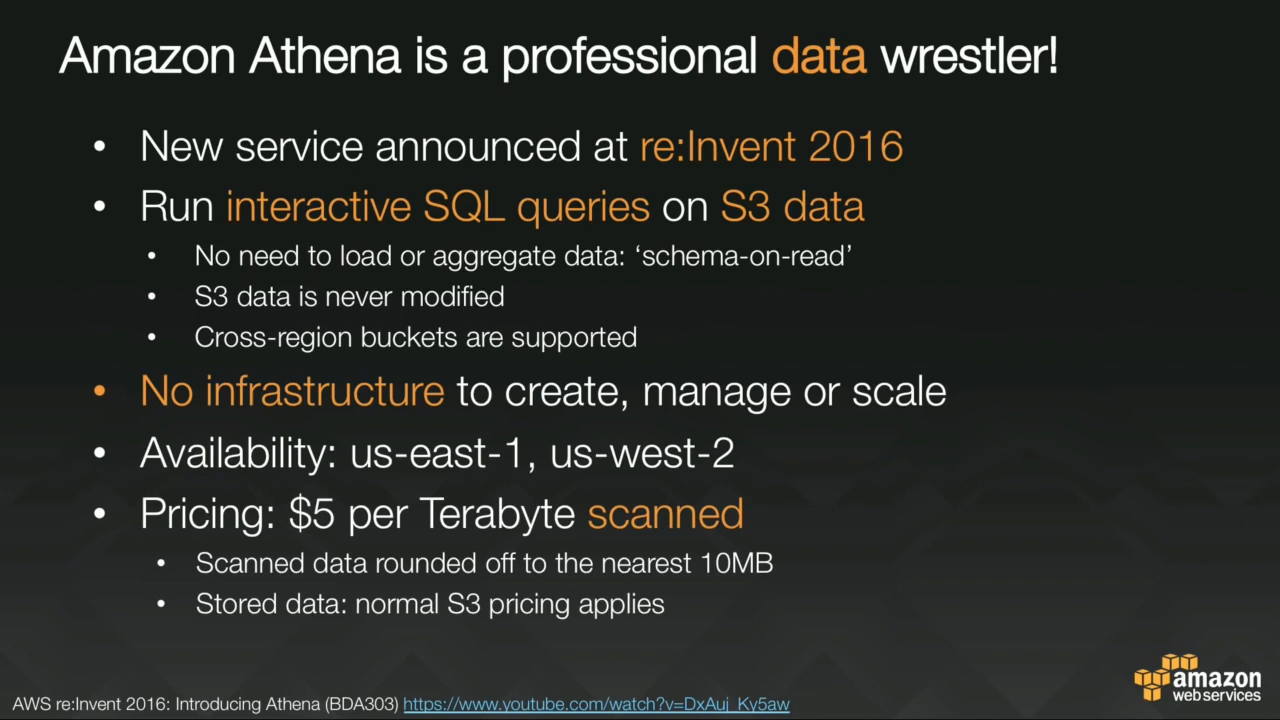 Amazon Athena is a professional data wrestler!
• New service announced at re:Invent 2016
• Run interactive SQL queries on S3 data
• No need to load or aggregate data: ‘schema-on-read’
• S3 data is never modified
• Cross-region buckets are supported
• No infrastructure to create, manage or scale
• Availability: us-east-1, us-west-2
• Pricing: $5 per Terabyte scanned
• Scanned data rounded off to the nearest 10MB
• Stored data: normal S3 pricing applies
amazon
web services
AWS re:Invent 2016: Introducing Athena (BDA303) https://www.youtube.com/watch?v=DxAuj_Ky5aw